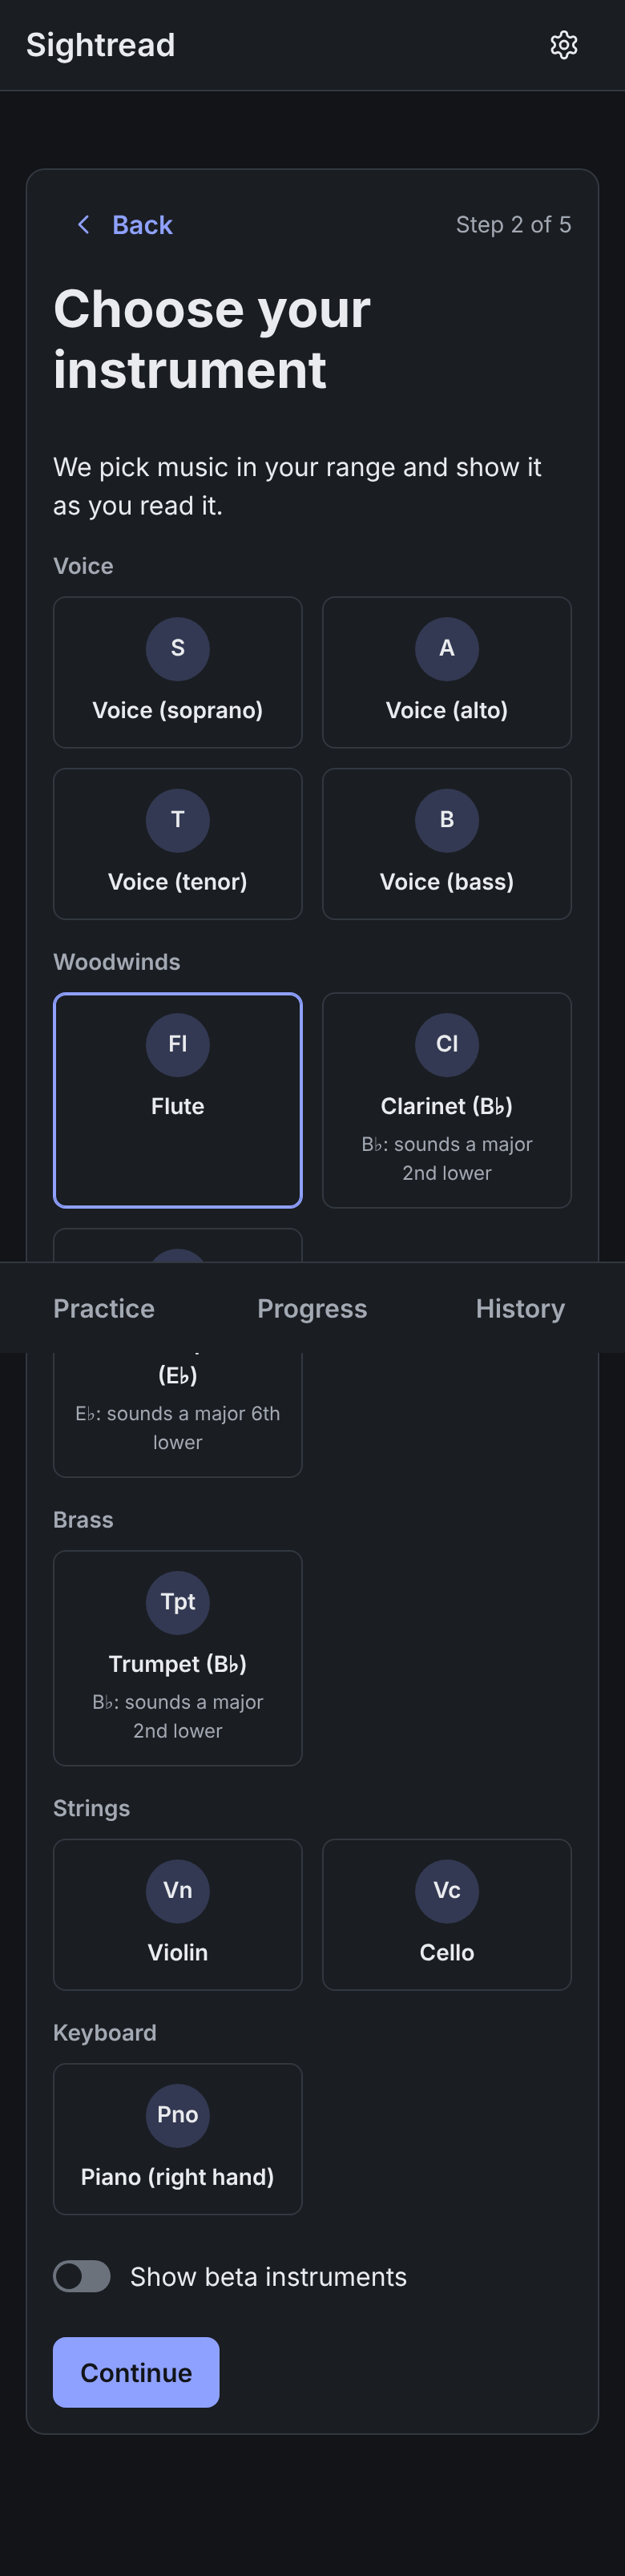 Sightread
Back
Step 2 of 5
Choose your
instrument
We pick music in your range and show it
as you read it.
Voice
S
Voice (soprano)
A
Voice (alto)
T
Voice (tenor)
B
Voice (bass)
Woodwinds
Fl
Flute
Cl
Clarinet (B♭)
B♭: sounds a major
2nd lower
Practice
Progress
History
(E♭)
E♭: sounds a major 6th
lower
Brass
Tpt
Trumpet (B♭)
B♭: sounds a major
2nd lower
Strings
Vn
Violin
Vc
Cello
Keyboard
Pno
Piano (right hand)
Show beta instruments
Continue